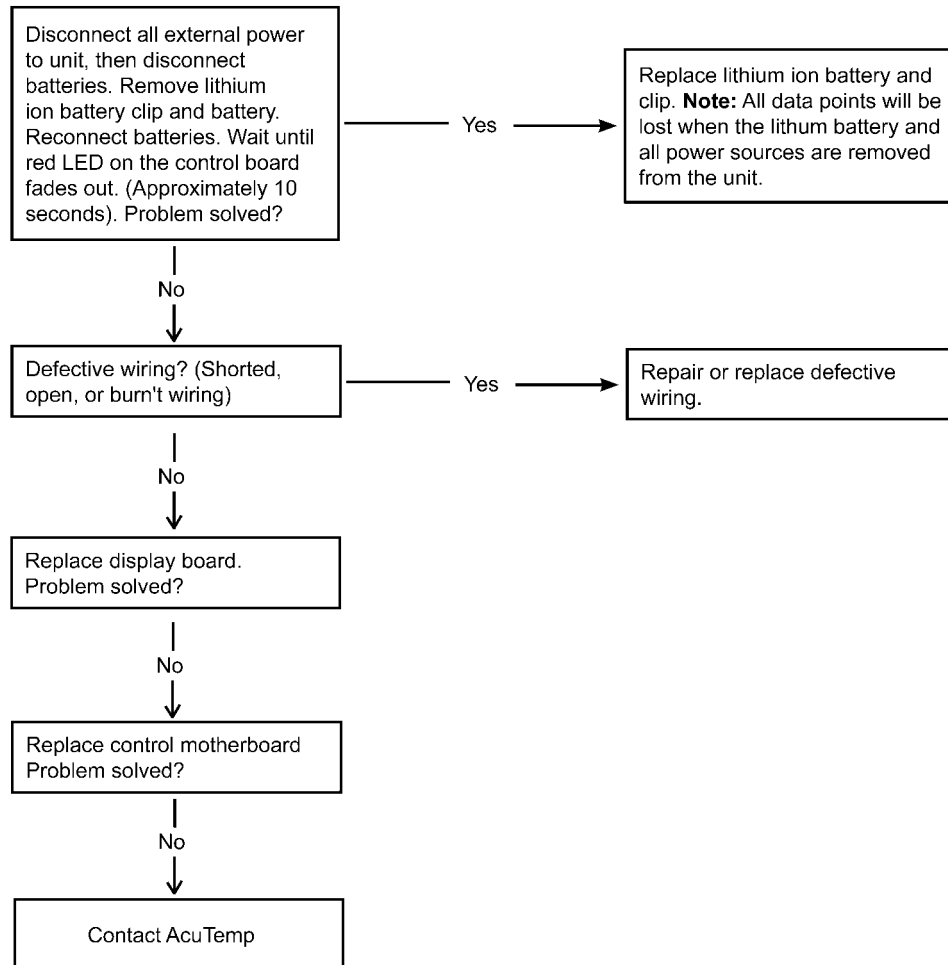 Disconnect all external power
to unit, then disconnect
batteries. Remove lithium
ion battery clip and battery.
Reconnect batteries. Wait until
red LED on the control board
fades out. (Approximately 10
seconds). Problem solved?
Yes
Replace lithium ion battery and
clip. Note: All data points will be
lost when the lithum battery and
all power sources are removed
from the unit.
No
Defective wiring? (Shorted,
open, or burn't wiring)
Yes
Repair or replace defective
wiring.
No
Replace display board.
Problem solved?
No
Replace control motherboard
Problem solved?
No
Contact AcuTemp